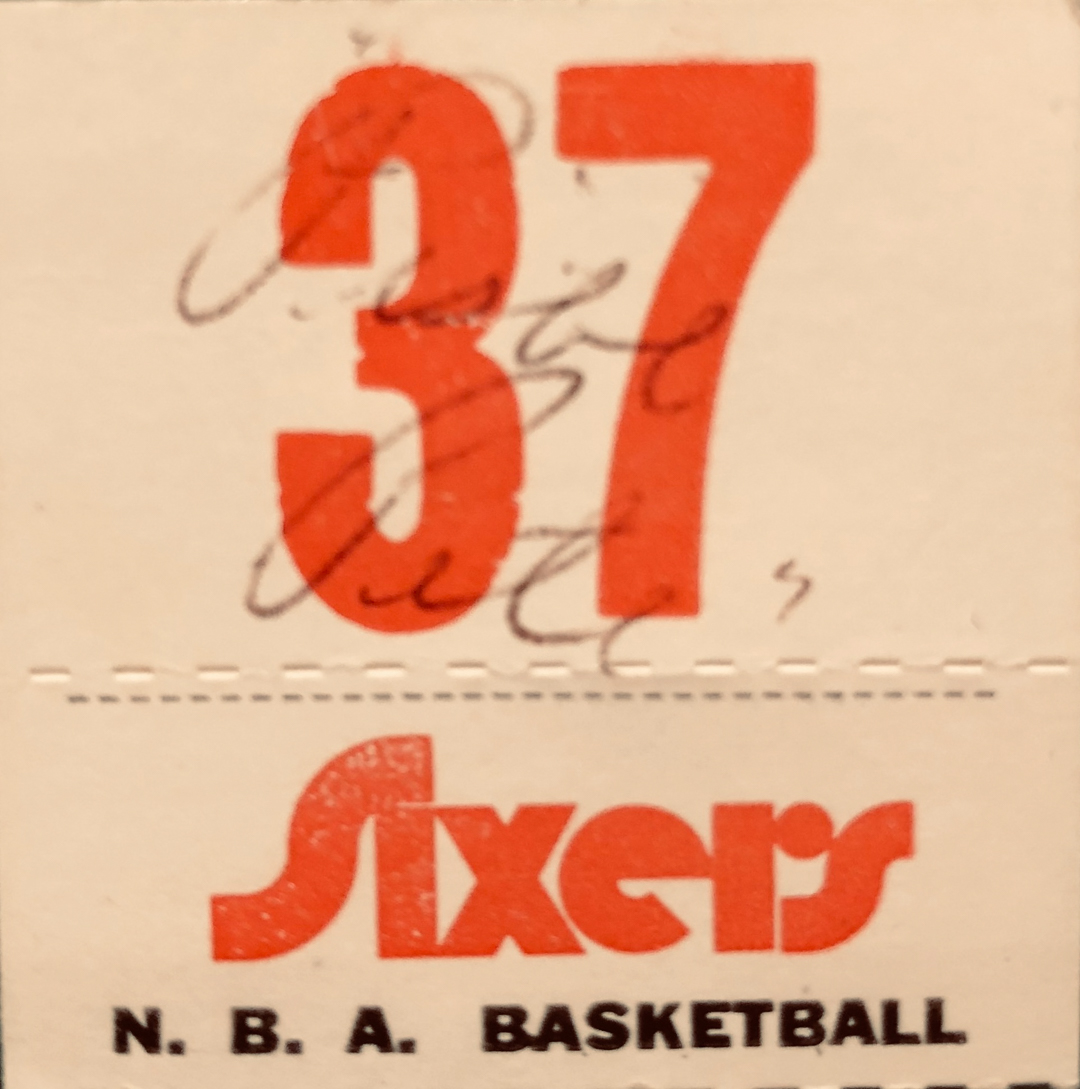 37
Sixers
N. B. A. BASKETBALL